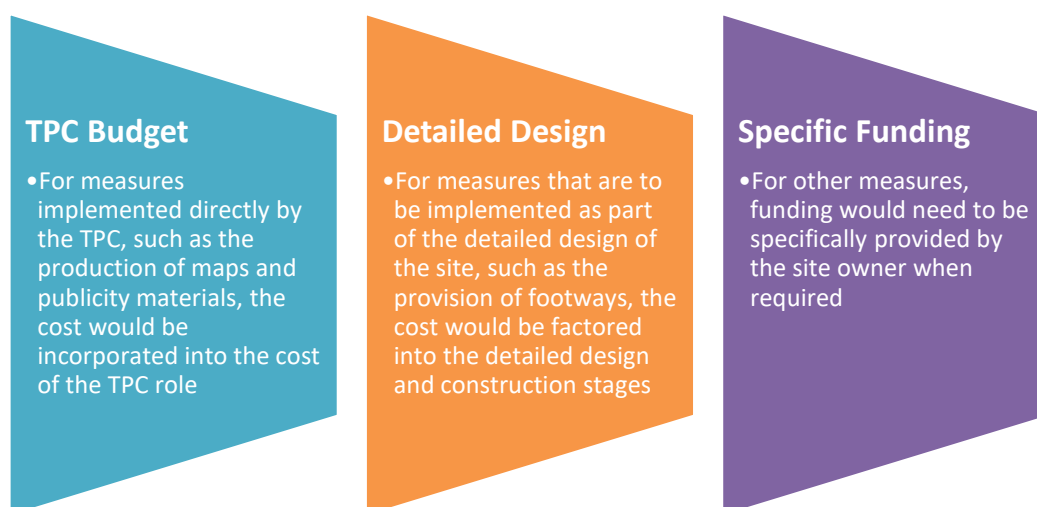 TPC Budget
•For measures
implemented directly by
the TPC, such as the
production of maps and
publicity materials, the
cost would be
incorporated into the cost
of the TPC role
Detailed Design
•For measures that are to
be implemented as part
of the detailed design of
the site, such as the
provision of footways, the
cost would be factored
into the detailed design
and construction stages
Specific Funding
•For other measures,
funding would need to be
specifically provided by
the site owner when
required